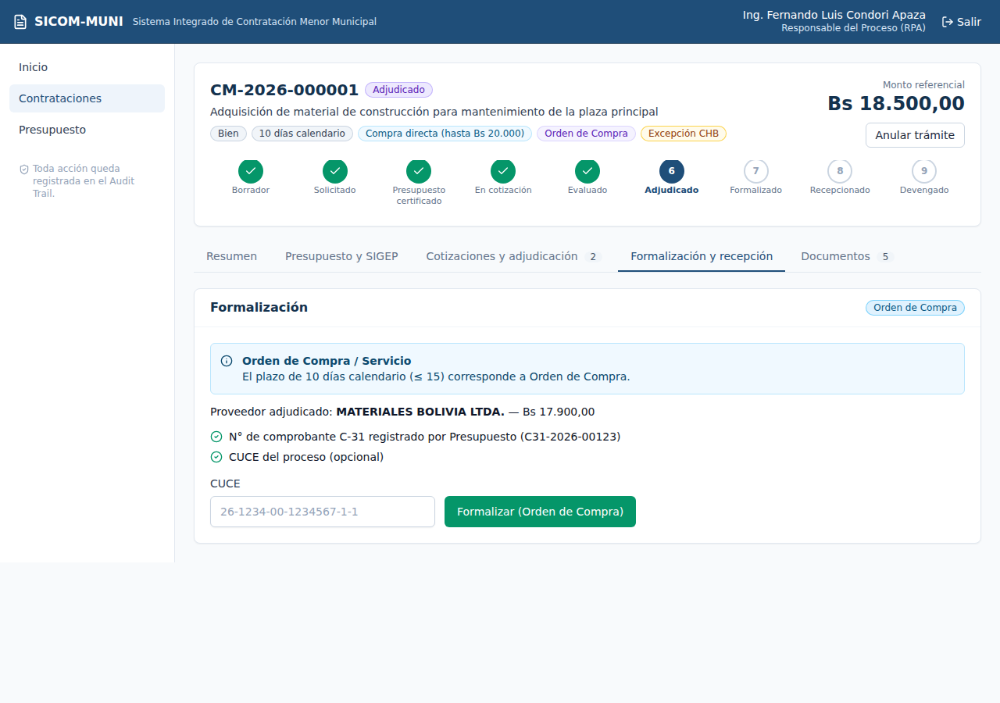 SICOM-MUNI Sistema Integrado de Contratación Menor Municipal
Ing. Fernando Luis Condori Apaza
Responsable del Proceso (RPA)
Salir
Inicio
Contrataciones
Presupuesto
Toda acción queda
registrada en el Audit
Trail.
CM-2026-000001 Adjudicado
Adquisición de material de construcción para mantenimiento de la plaza principal
Bien 10 días calendario Compra directa (hasta Bs 20.000) Orden de Compra Excepción CHB
Monto referencial
Bs 18.500,00
Anular trámite
6 7 8 9
Borrador Solicitado Presupuesto En cotización Evaluado Adjudicado Formalizado Recepcionado Devengado
certificado
Resumen Presupuesto y SIGEP Cotizaciones y adjudicación 2 Formalización y recepción Documentos 5
Formalización Orden de Compra
Orden de Compra / Servicio
El plazo de 10 días calendario (≤ 15) corresponde a Orden de Compra.
Proveedor adjudicado: MATERIALES BOLIVIA LTDA. — Bs 17.900,00
N° de comprobante C-31 registrado por Presupuesto (C31-2026-00123)
CUCE del proceso (opcional)
CUCE
26-1234-00-1234567-1-1 Formalizar (Orden de Compra)